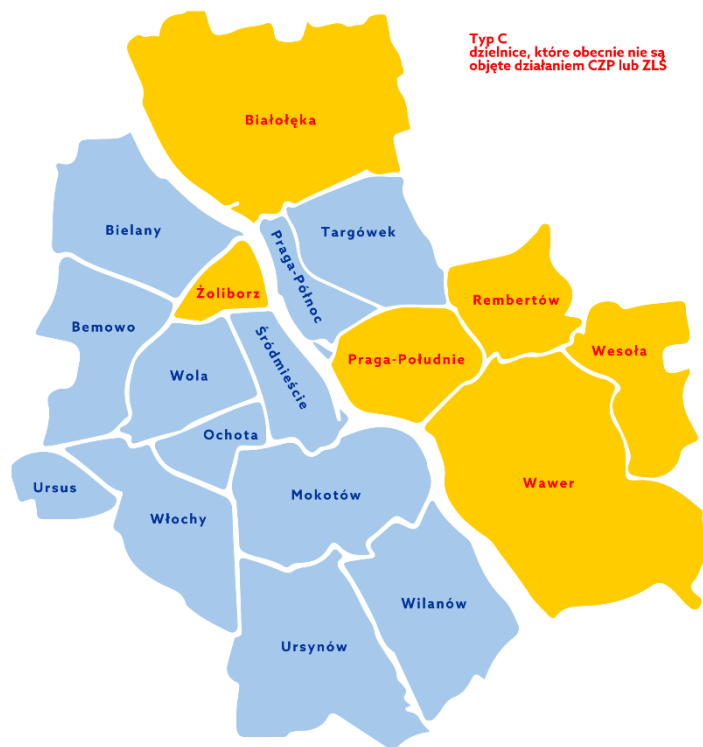 Typ C
dzielnice, które obecnie nie są
objęte działaniem CZP lub ZLŚ
Białołęka
Bielany
Targówek
Praga-Północ
Żoliborz
Rembertów
Bemowo
Śródmieście
Wesoła
Praga-Południe
Wola
Ochota
Wawer
Ursus
Mokotów
Włochy
Wilanów
Ursynów